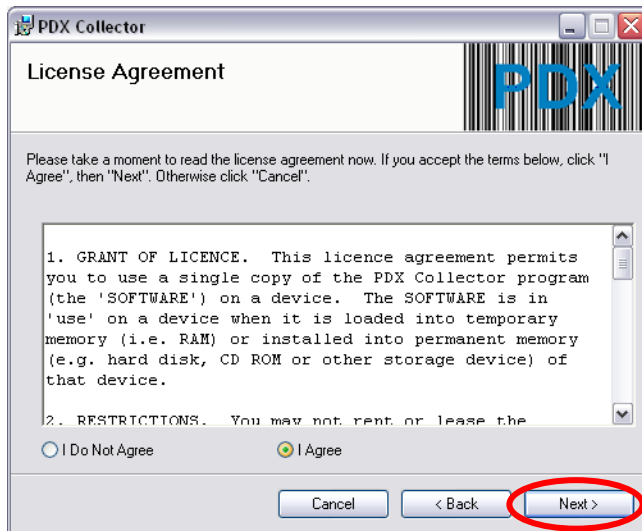 PDX Collector
License Agreement
PDX
Please take a moment to read the license agreement now. If you accept the terms below, click "I
Agree", then "Next". Otherwise click "Cancel".
1. GRANT OF LICENCE.  This licence agreement permits
you to use a single copy of the PDX Collector program
(the 'SOFTWARE') on a device.  The SOFTWARE is in
'use' on a device when it is loaded into temporary
memory (i.e. RAM) or installed into permanent memory
(e.g. hard disk, CD ROM or other storage device) of
that device.
2. RESTRICTIONS.  You may not rent or lease the
I Do Not Agree
I Agree
Cancel
< Back
Next >